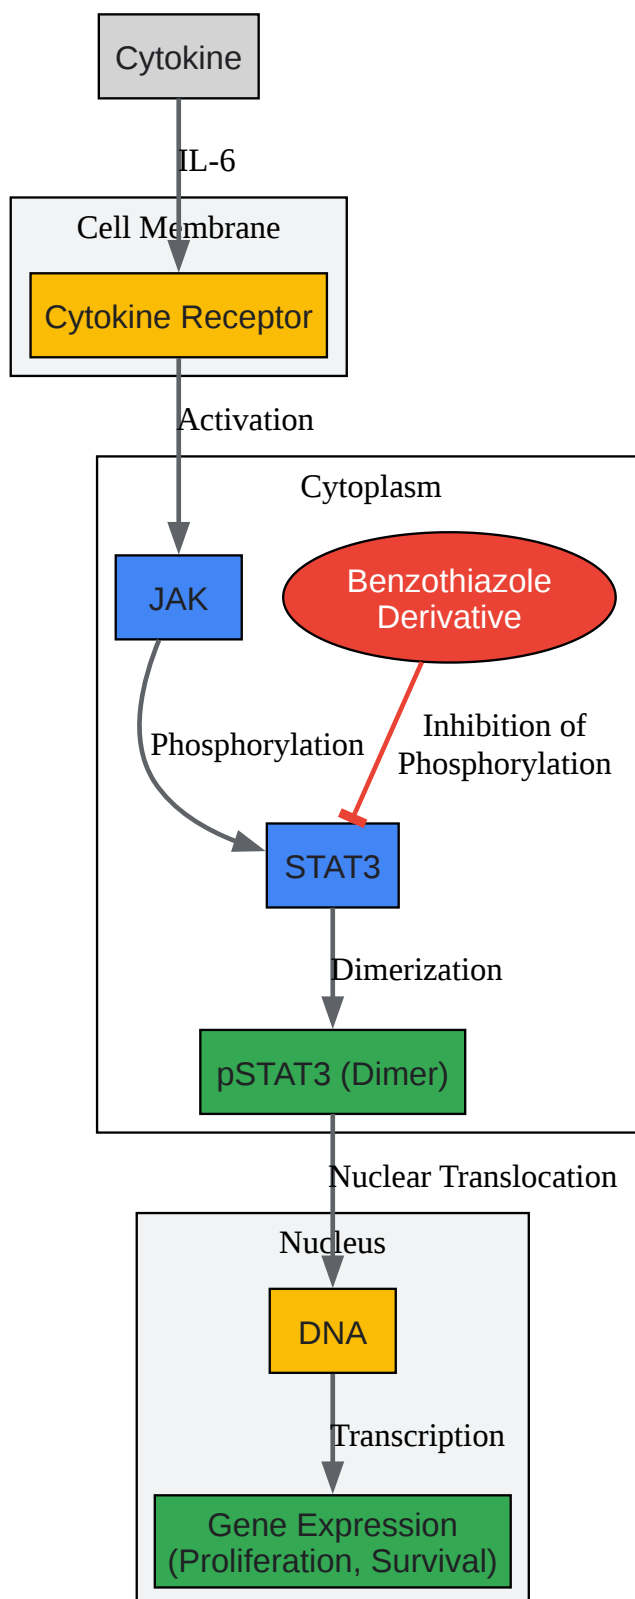 Cytokine
IL-6
Cell Membrane
Cytokine Receptor
Activation
Cytoplasm
JAK
Benzothiazole
Derivative
Phosphorylation
Inhibition of
Phosphorylation
STAT3
Dimerization
pSTAT3 (Dimer)
Nuclear Translocation
Nucleus
DNA
Transcription
Gene Expression
(Proliferation, Survival)